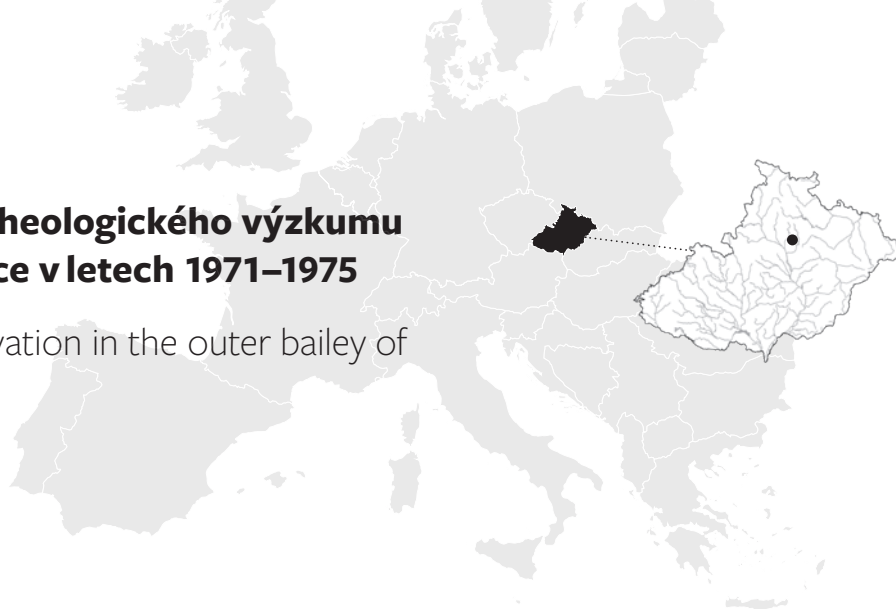 heologického výzkumu
ce v letech 1971–1975
vation in the outer bailey of